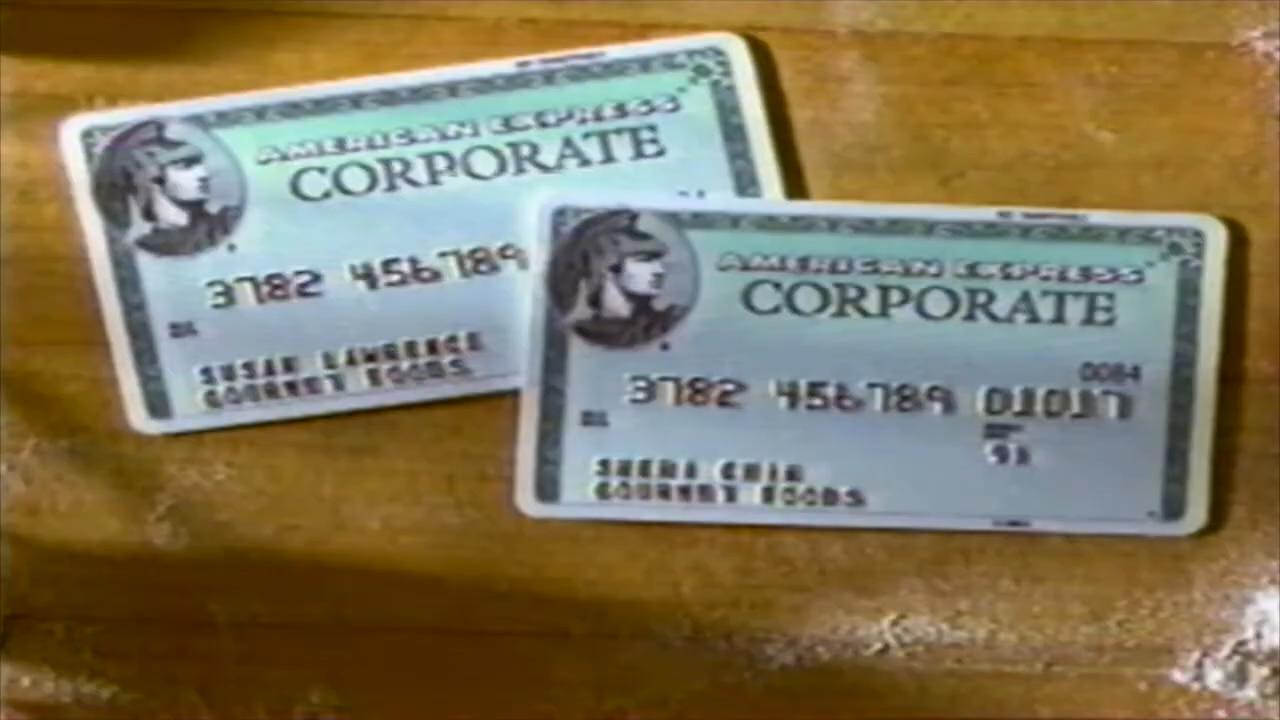 AMERICAN EXPRESS
CORPORATE
3782 456789
SUSAN LAWRENCE
GOURMET FOODS
AMERICAN EXPRESS
CORPORATE
0084
3782 456789 01017
91
SHERI CHIN
GOURMET FOODS